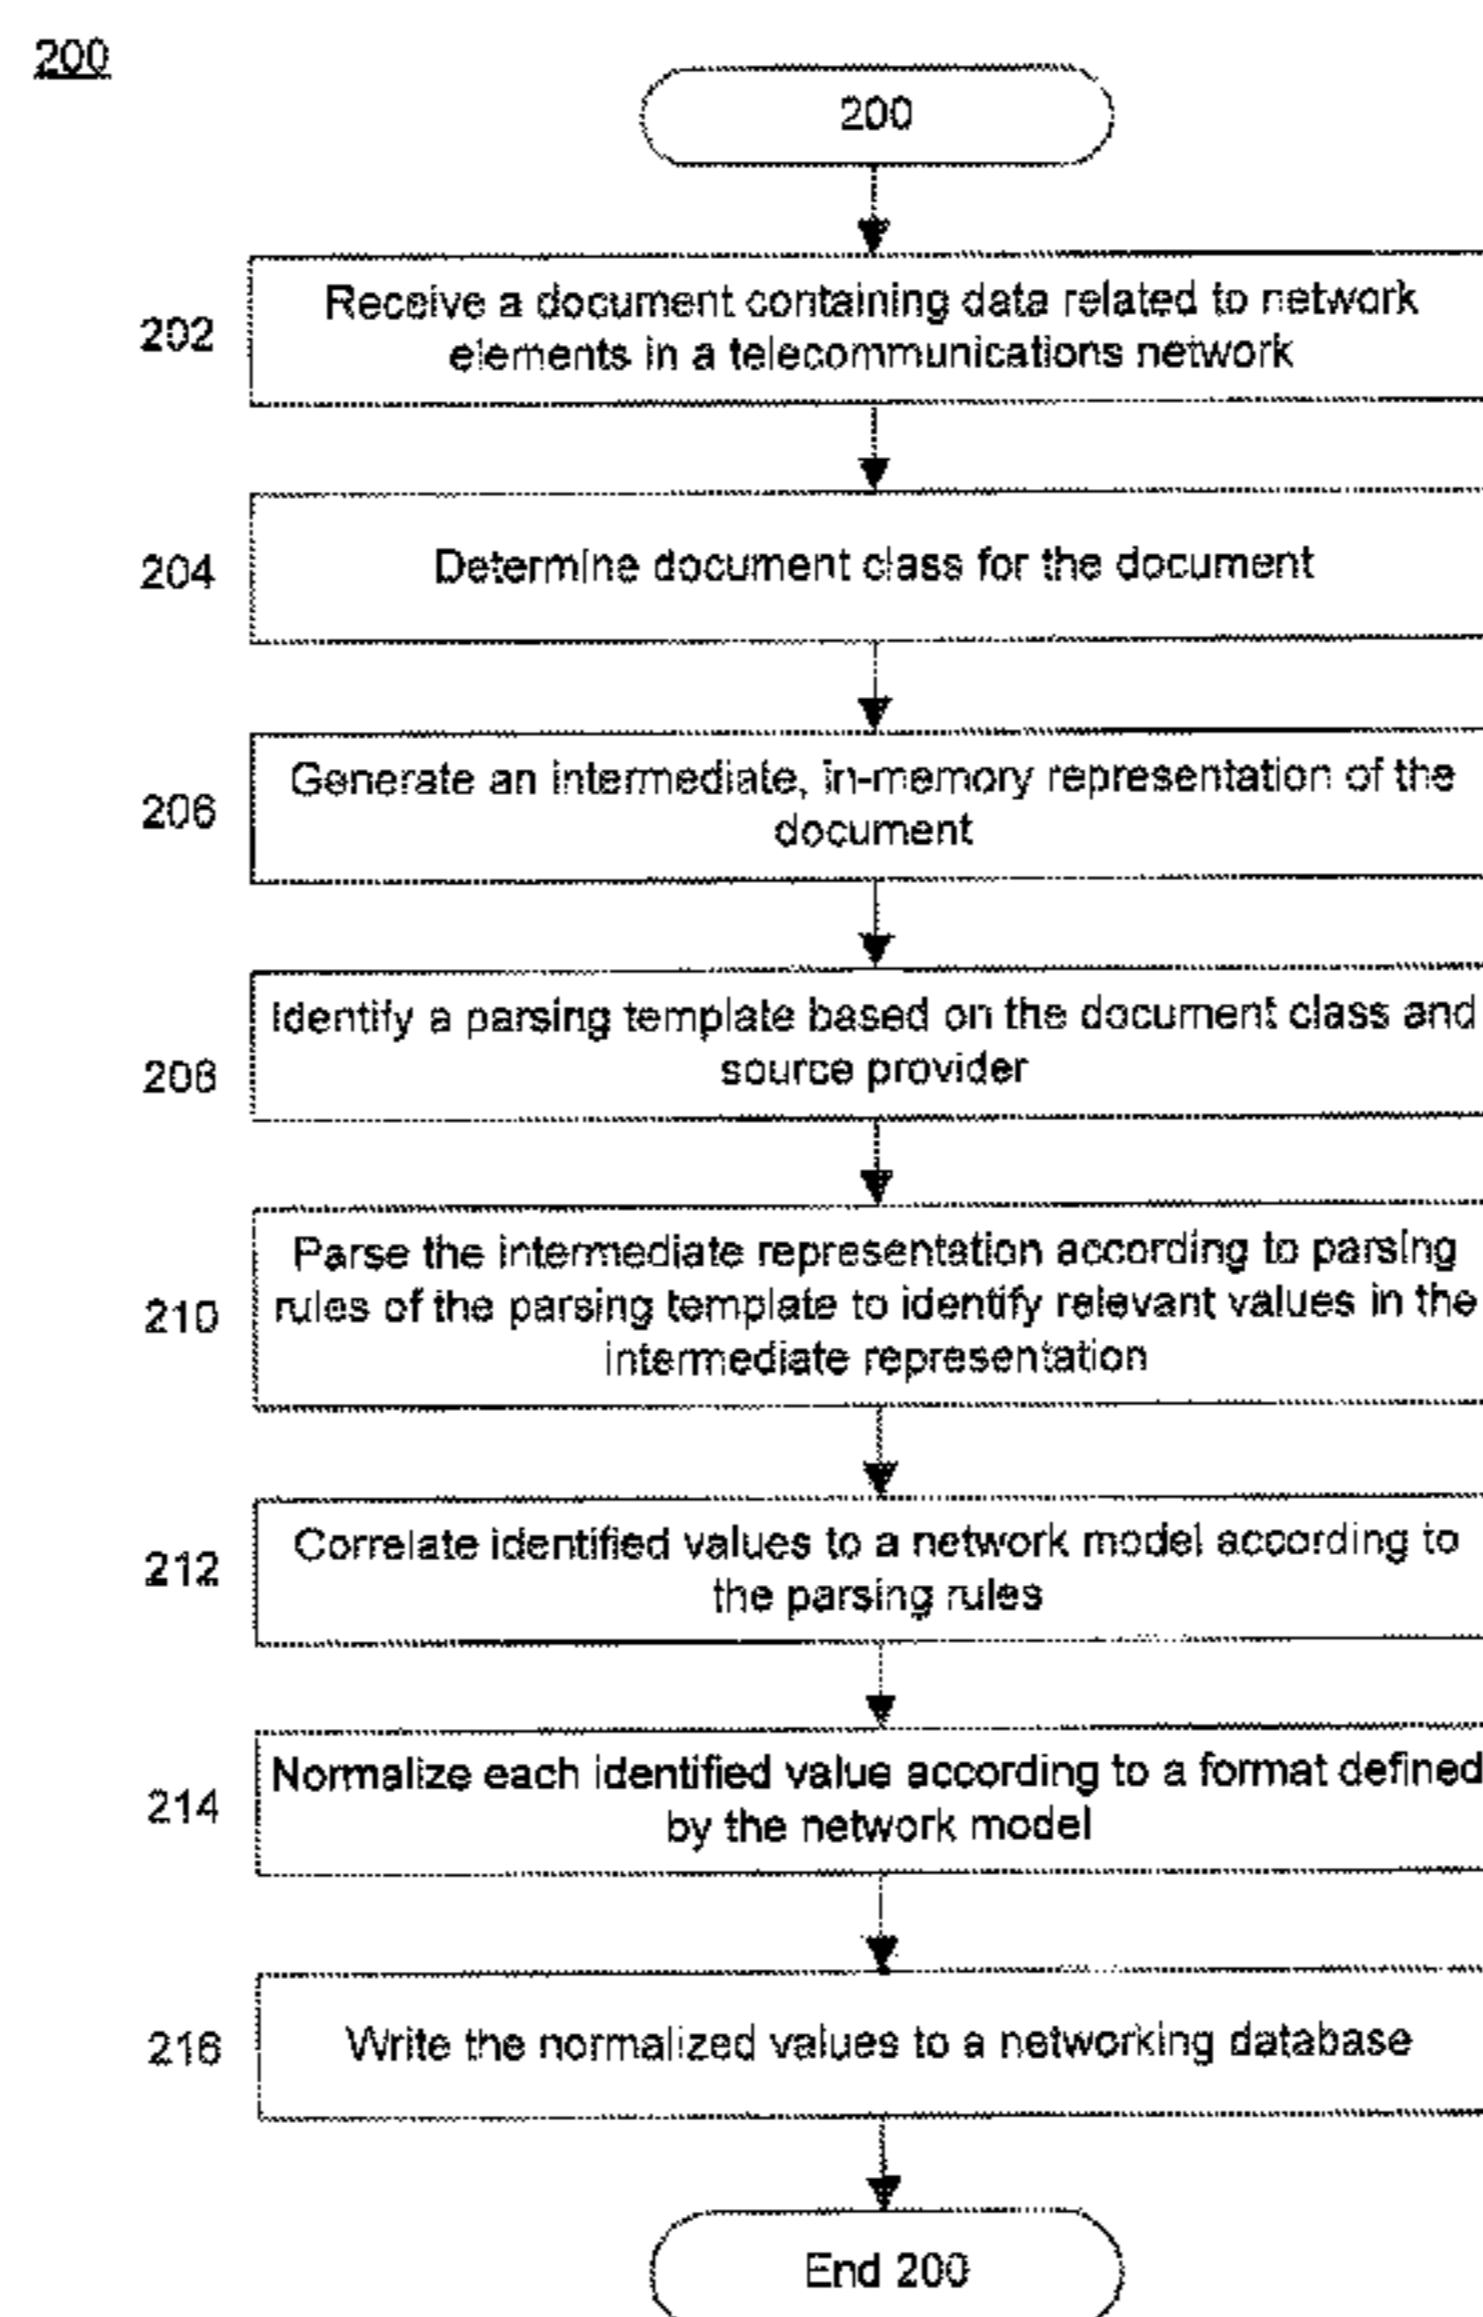 200
200
202
Receive a document containing data related to network
elements in a telecommunications network
204
Determine document class for the document
206
Generate an intermediate, in-memory representation of the
document
208
Identify a parsing template based on the document class and
source provider
210
Parse the intermediate representation according to parsing
rules of the parsing template to identify relevant values in the
intermediate representation
212
Correlate identified values to a network model according to
the parsing rules
214
Normalize each identified value according to a format defined
by the network model
216
Write the normalized values to a networking database
End 200